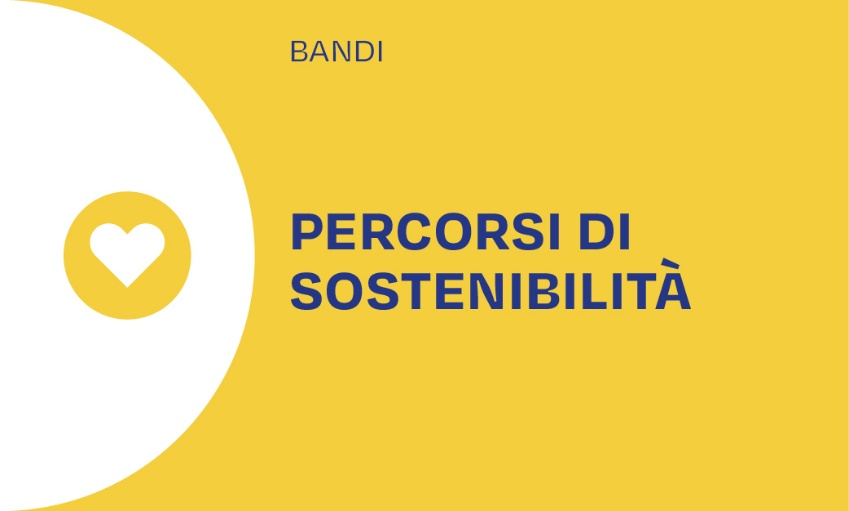 BANDI
PERCORSI DI
SOSTENIBILITÀ